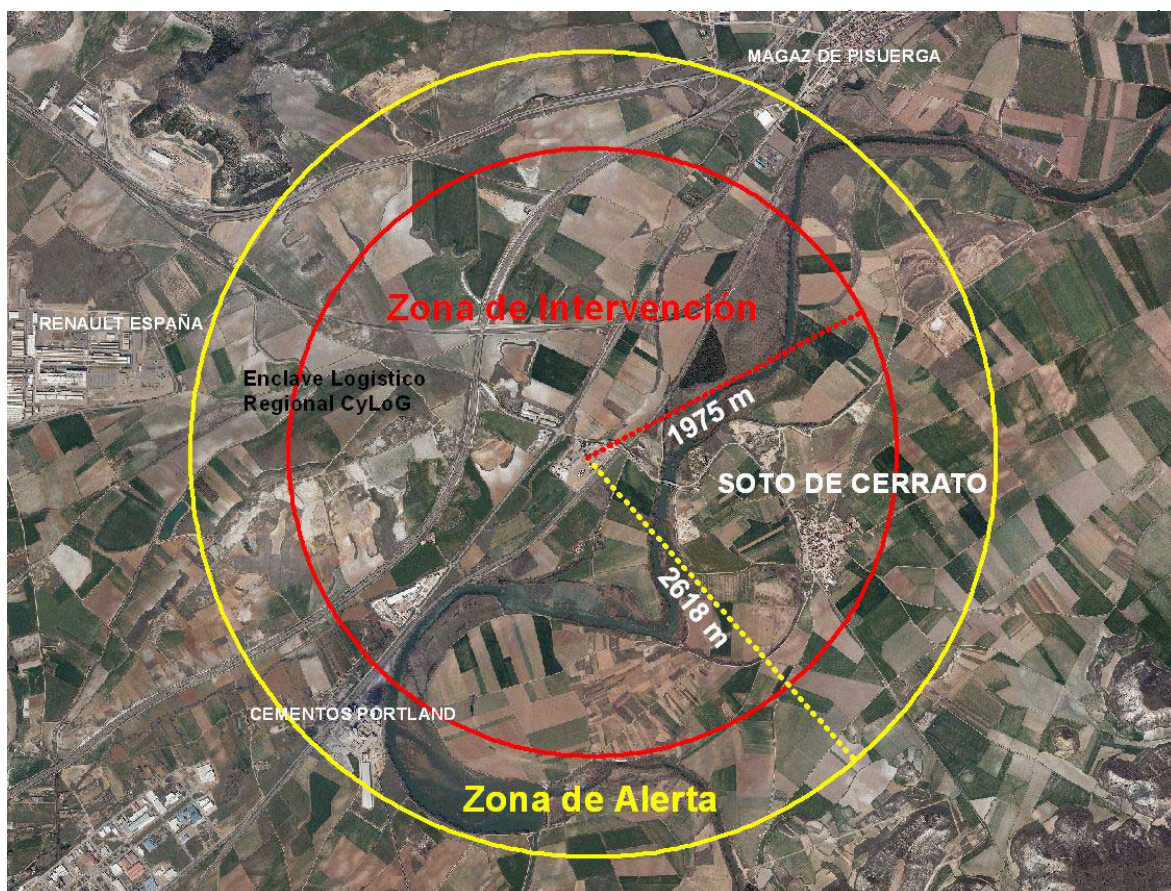 MAGAZ DE PISUERGA
Zona de Intervención
RENAULT ESPAÑA
Enclave Logístico
Regional CyLoG
1975 m
SOTO DE CERRATO
2618 m
CEMENTOS PORTLAND
Zona de Alerta